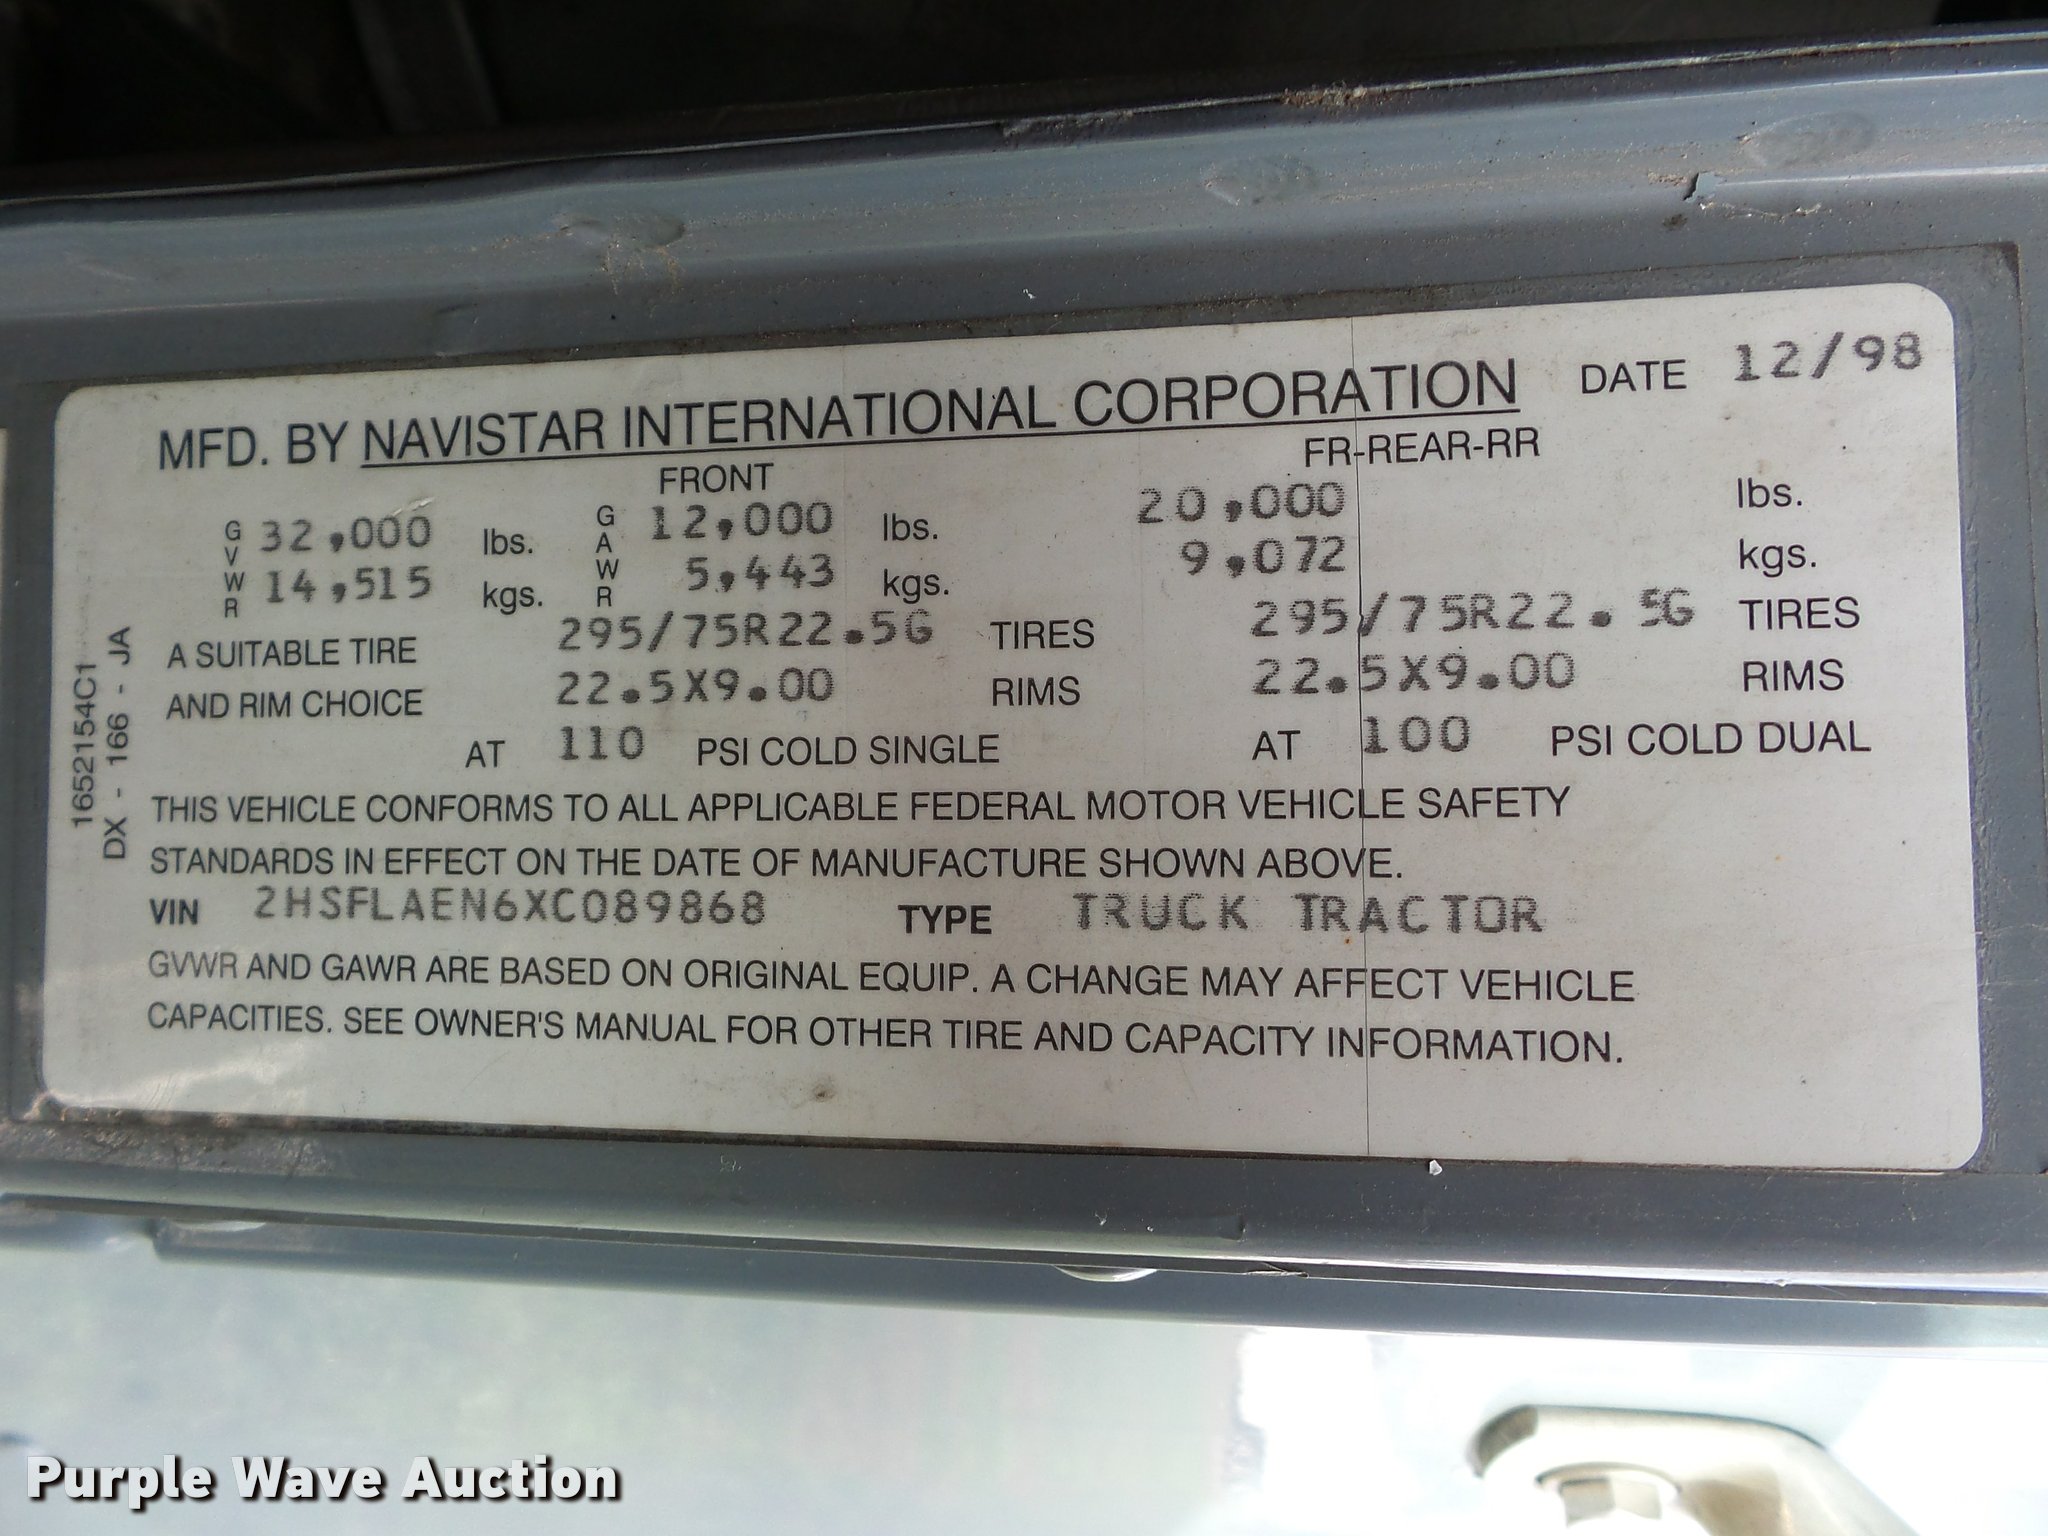 MFD. BY NAVISTAR INTERNATIONAL CORPORATION DATE 12/98
FRONT FR-REAR-RR
GVWR 32,000 lbs. GAWR 12,000 lbs. 20,000 lbs.
14,515 kgs. 5,443 kgs. 9,072 kgs.
A SUITABLE TIRE 295/75R22.5G TIRES 295/75R22.5G TIRES
AND RIM CHOICE 22.5X9.00 RIMS 22.5X9.00 RIMS
AT 110 PSI COLD SINGLE AT 100 PSI COLD DUAL
THIS VEHICLE CONFORMS TO ALL APPLICABLE FEDERAL MOTOR VEHICLE SAFETY
STANDARDS IN EFFECT ON THE DATE OF MANUFACTURE SHOWN ABOVE.
VIN 2HSFLAEN6XC089868 TYPE TRUCK TRACTOR
GVWR AND GAWR ARE BASED ON ORIGINAL EQUIP. A CHANGE MAY AFFECT VEHICLE
CAPACITIES. SEE OWNER'S MANUAL FOR OTHER TIRE AND CAPACITY INFORMATION.
1652154C1
DX - 166 - JA
Purple Wave Auction